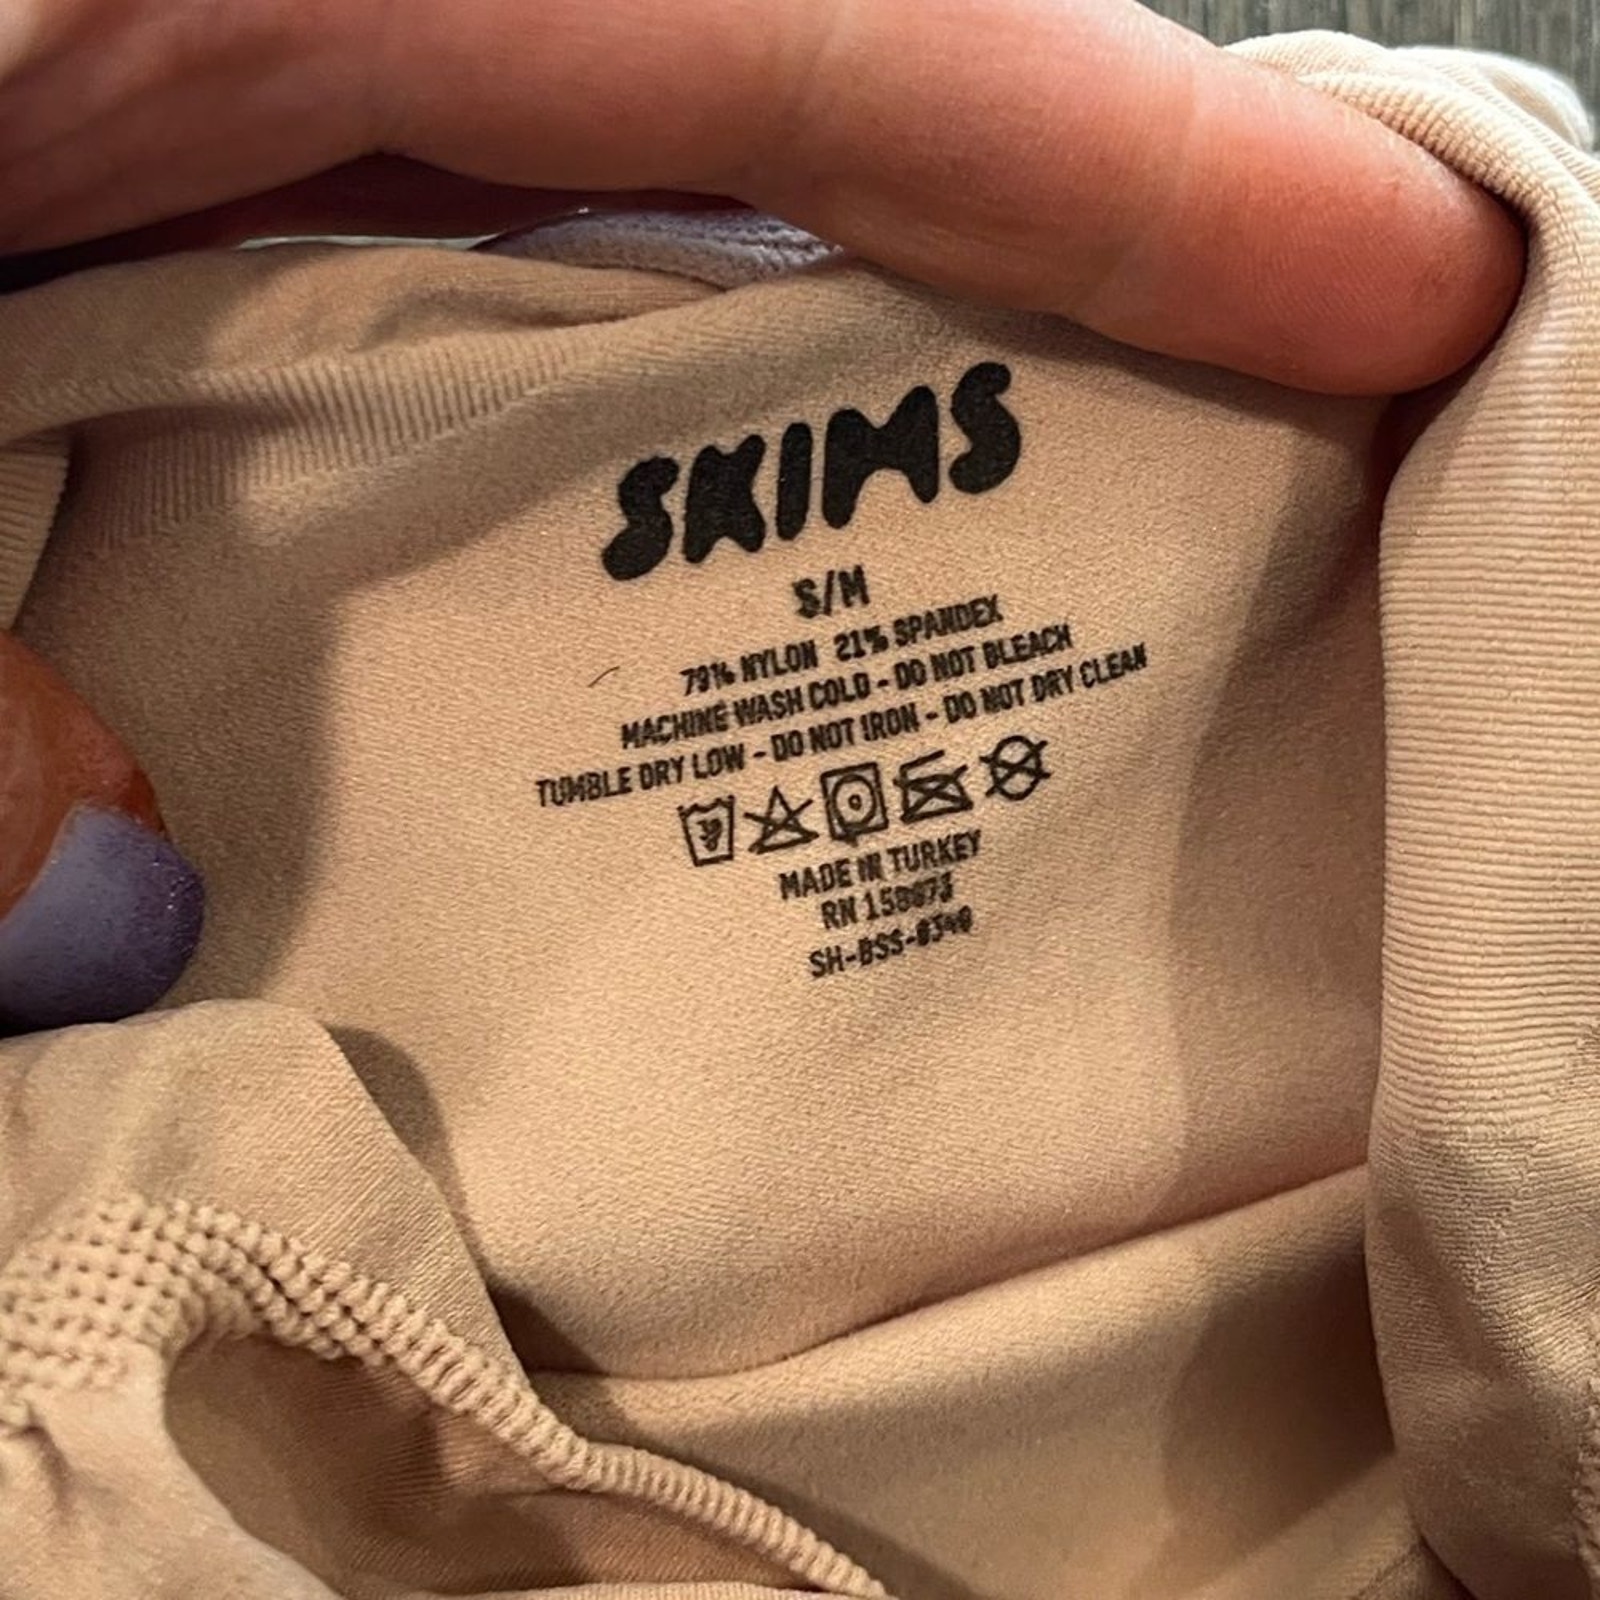 SKIMS
S/M
79% NYLON 21% SPANDEX
MACHINE WASH COLD - DO NOT BLEACH
TUMBLE DRY LOW - DO NOT IRON - DO NOT DRY CLEAN
30
MADE IN TURKEY
RN